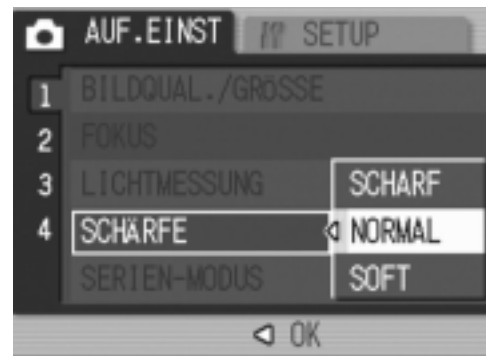 AUF.EINST SETUP
1 BILDQUAL./GRÖSSE
2 FOKUS
3 LICHTMESSUNG SCHARF
4 SCHÄRFE NORMAL
SERIEN-MODUS SOFT
OK